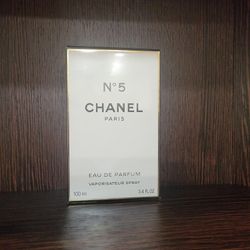 N°5
CHANEL
PARIS
EAU DE PARFUM
VAPORISATEUR SPRAY
100 ml 3.4 FL.OZ